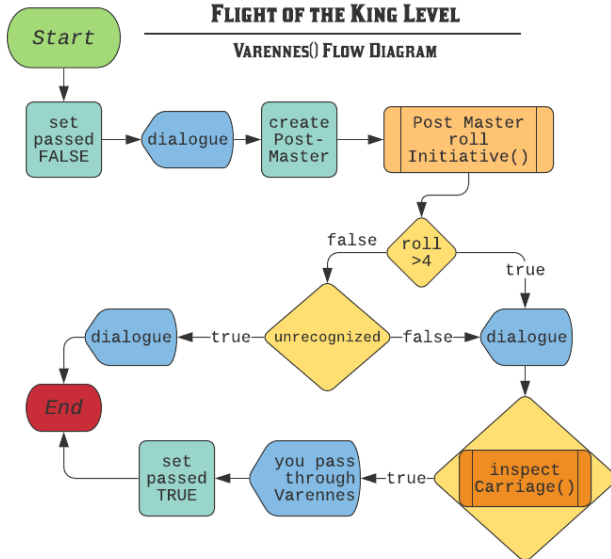 FLIGHT OF THE KING LEVEL
VARENNES() FLOW DIAGRAM
Start
set
passed
FALSE
dialogue
create
Post-
Master
Post Master
roll
Initiative()
roll
>4
false
true
unrecognized
true
dialogue
false
dialogue
End
inspect
Carriage()
true
you pass
through
Varennes
set
passed
TRUE